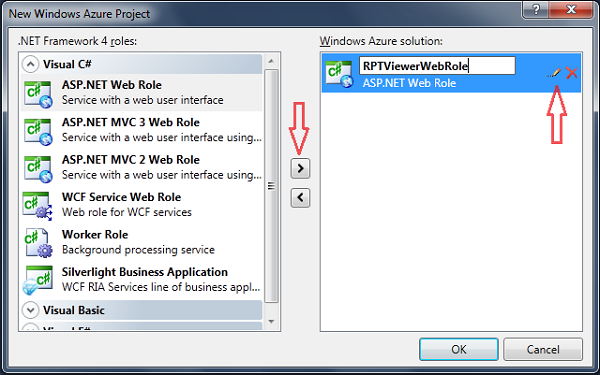 New Windows Azure Project
.NET Framework 4 roles:
Visual C#
ASP.NET Web Role
Service with a web user interface
ASP.NET MVC 3 Web Role
Service with a web user interface using...
ASP.NET MVC 2 Web Role
Service with a web user interface using...
WCF Service Web Role
Web role for WCF services
Worker Role
Background processing service
Silverlight Business Application
WCF RIA Services line of business appl...
Visual Basic
Visual F#
Windows Azure solution:
RPTViewerWebRole
ASP.NET Web Role
OK
Cancel